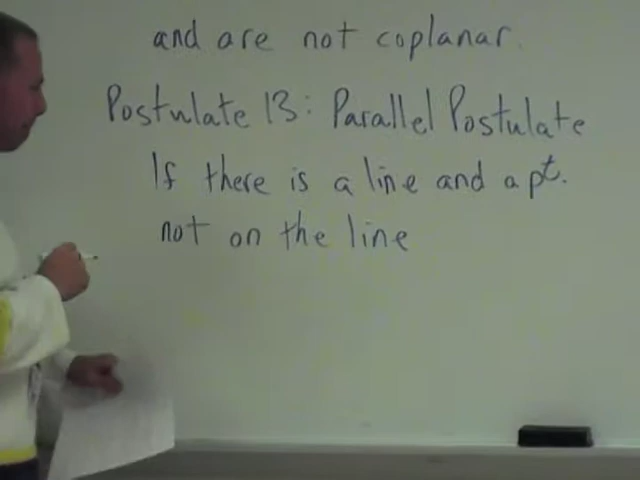 and are not coplanar.
Postulate 13: Parallel Postulate
If there is a line and a pt.
not on the line